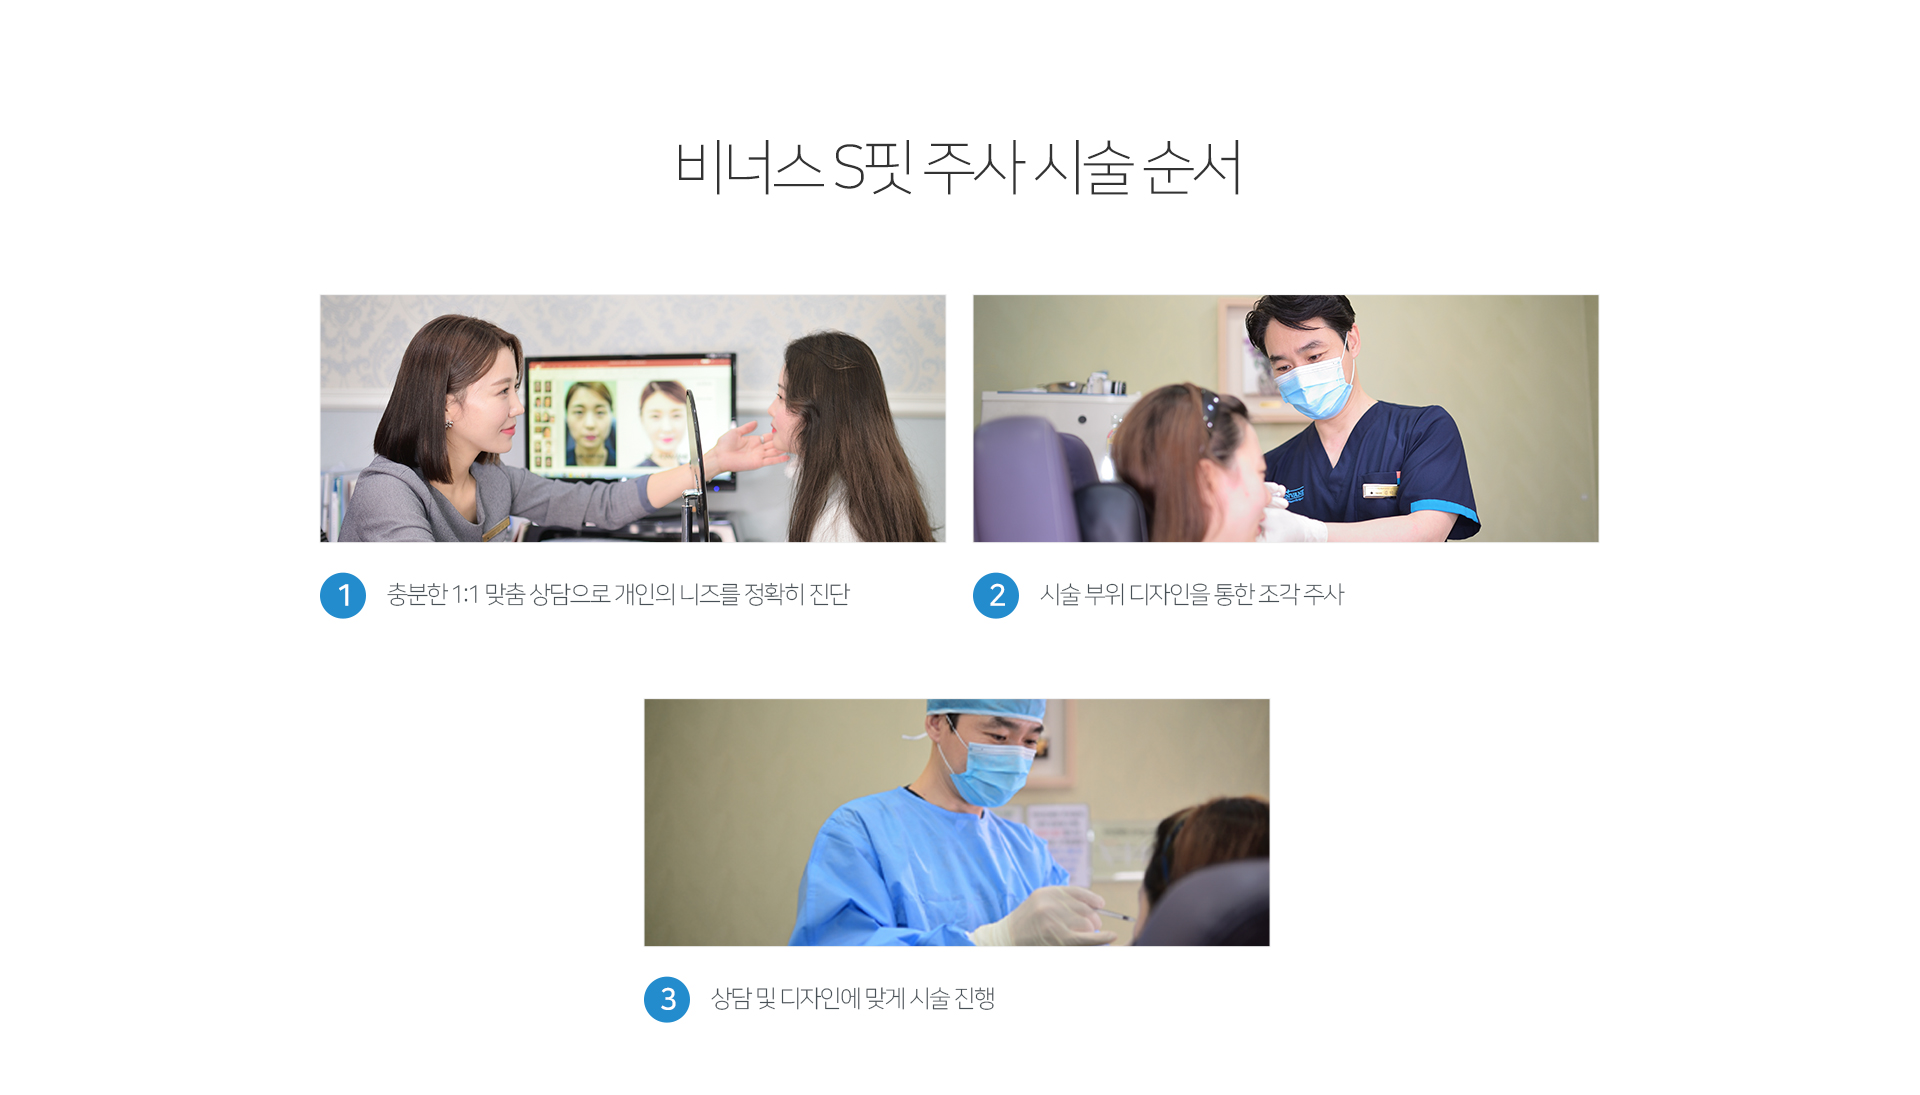 비너스 S핏 주사 시술 순서
1 충분한 1:1 맞춤 상담으로 개인의 니즈를 정확히 진단
2 시술 부위 디자인을 통한 조각 주사
3 상담 및 디자인에 맞게 시술 진행